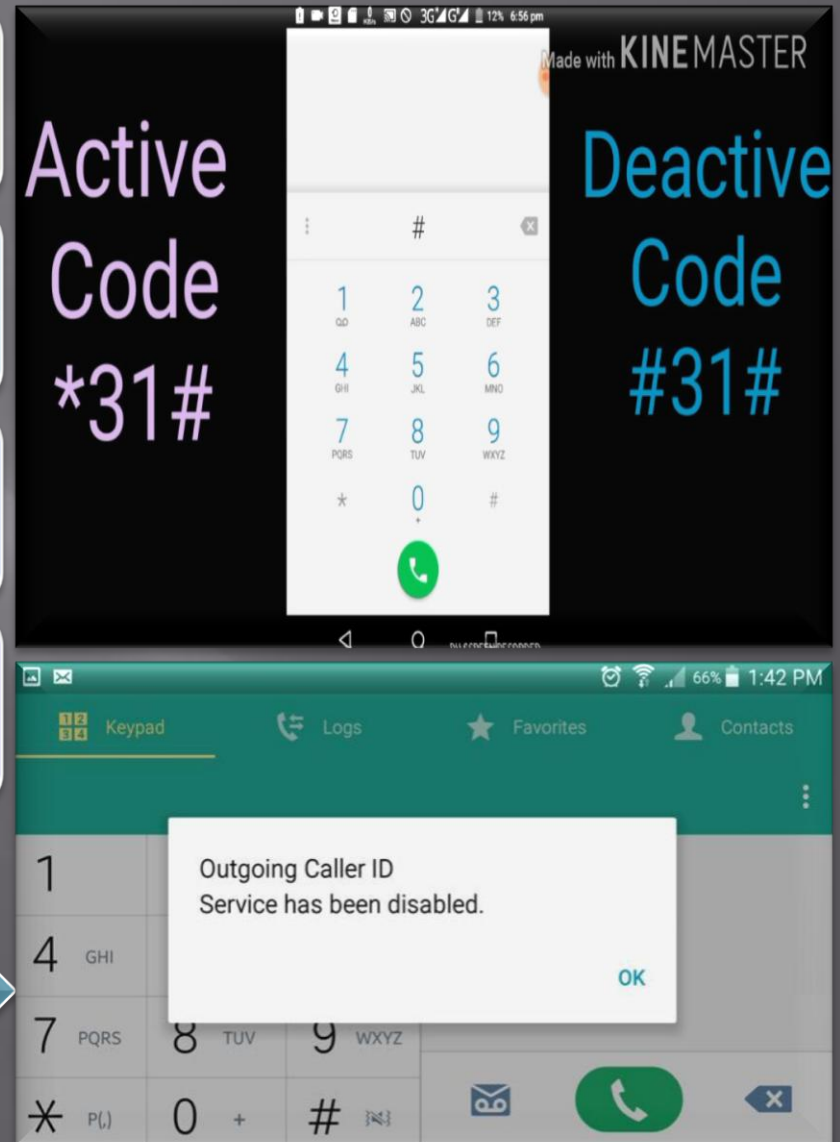 3G G 12% 6:56 pm
Made with KINEMASTER
Active
Code
*31#
Deactive
Code
#31#
#
1
2 ABC
3 DEF
4 GHI
5 JKL
6 MNO
7 PQRS
8 TUV
9 WXYZ
*
0 +
#
66% 1:42 PM
Keypad
Logs
Favorites
Contacts
Outgoing Caller ID
Service has been disabled.
OK
1
4 GHI
7 PQRS 8 TUV 9 WXYZ
* P(,) 0 + #